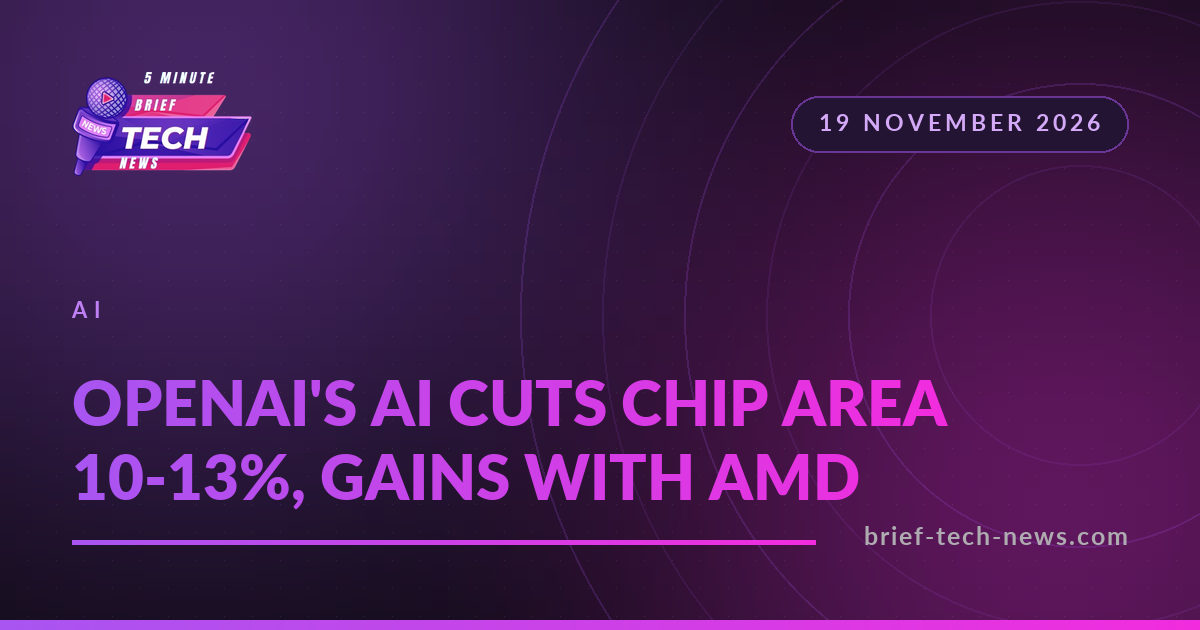 5 MINUTE
BRIEF
NEWS
TECH
NEWS
19 NOVEMBER 2026
AI
OPENAI'S AI CUTS CHIP AREA
10-13%, GAINS WITH AMD
brief-tech-news.com